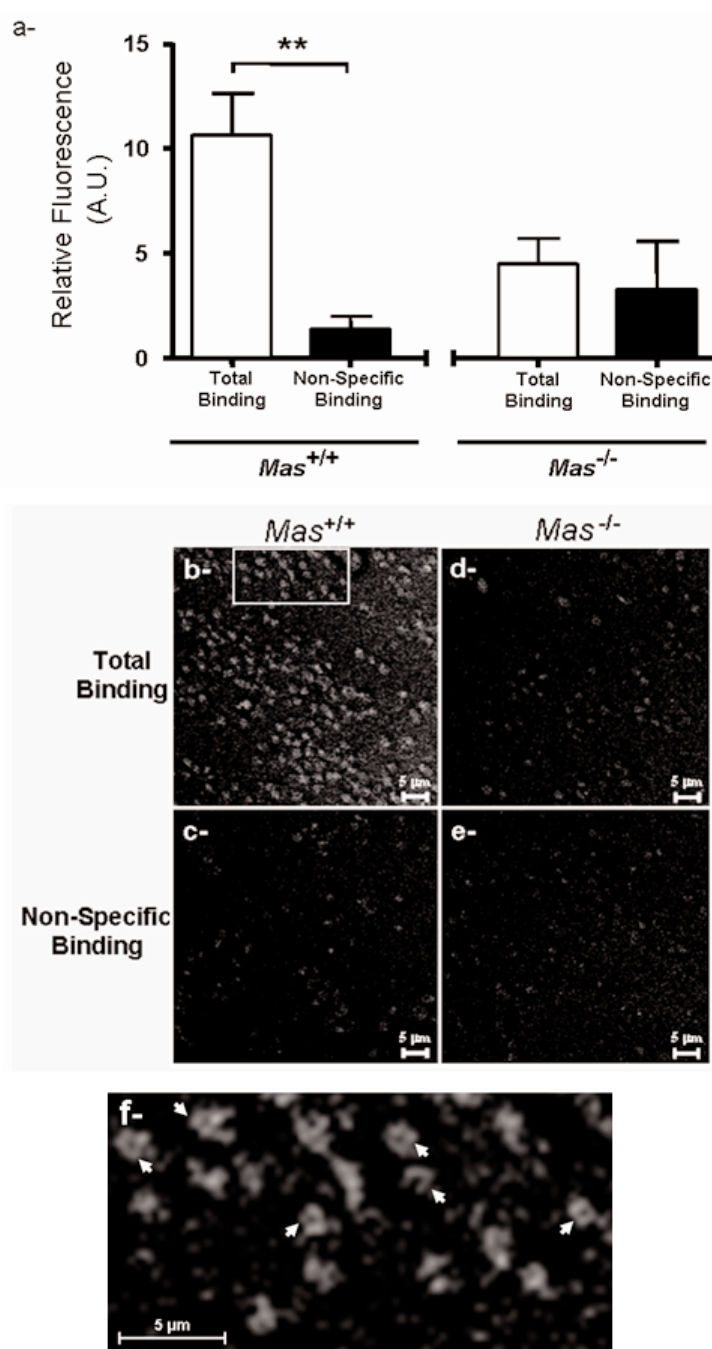 a-
15
**
10
5
0
Relative Fluorescence
(A.U.)
Total
Binding
Non-Specific
Binding
Total
Binding
Non-Specific
Binding
Mas+/+
Mas-/-
Mas+/+
Mas-/-
Total
Binding
b-
5 µm
d-
5 µm
Non-Specific
Binding
c-
5 µm
e-
5 µm
f-
5 µm